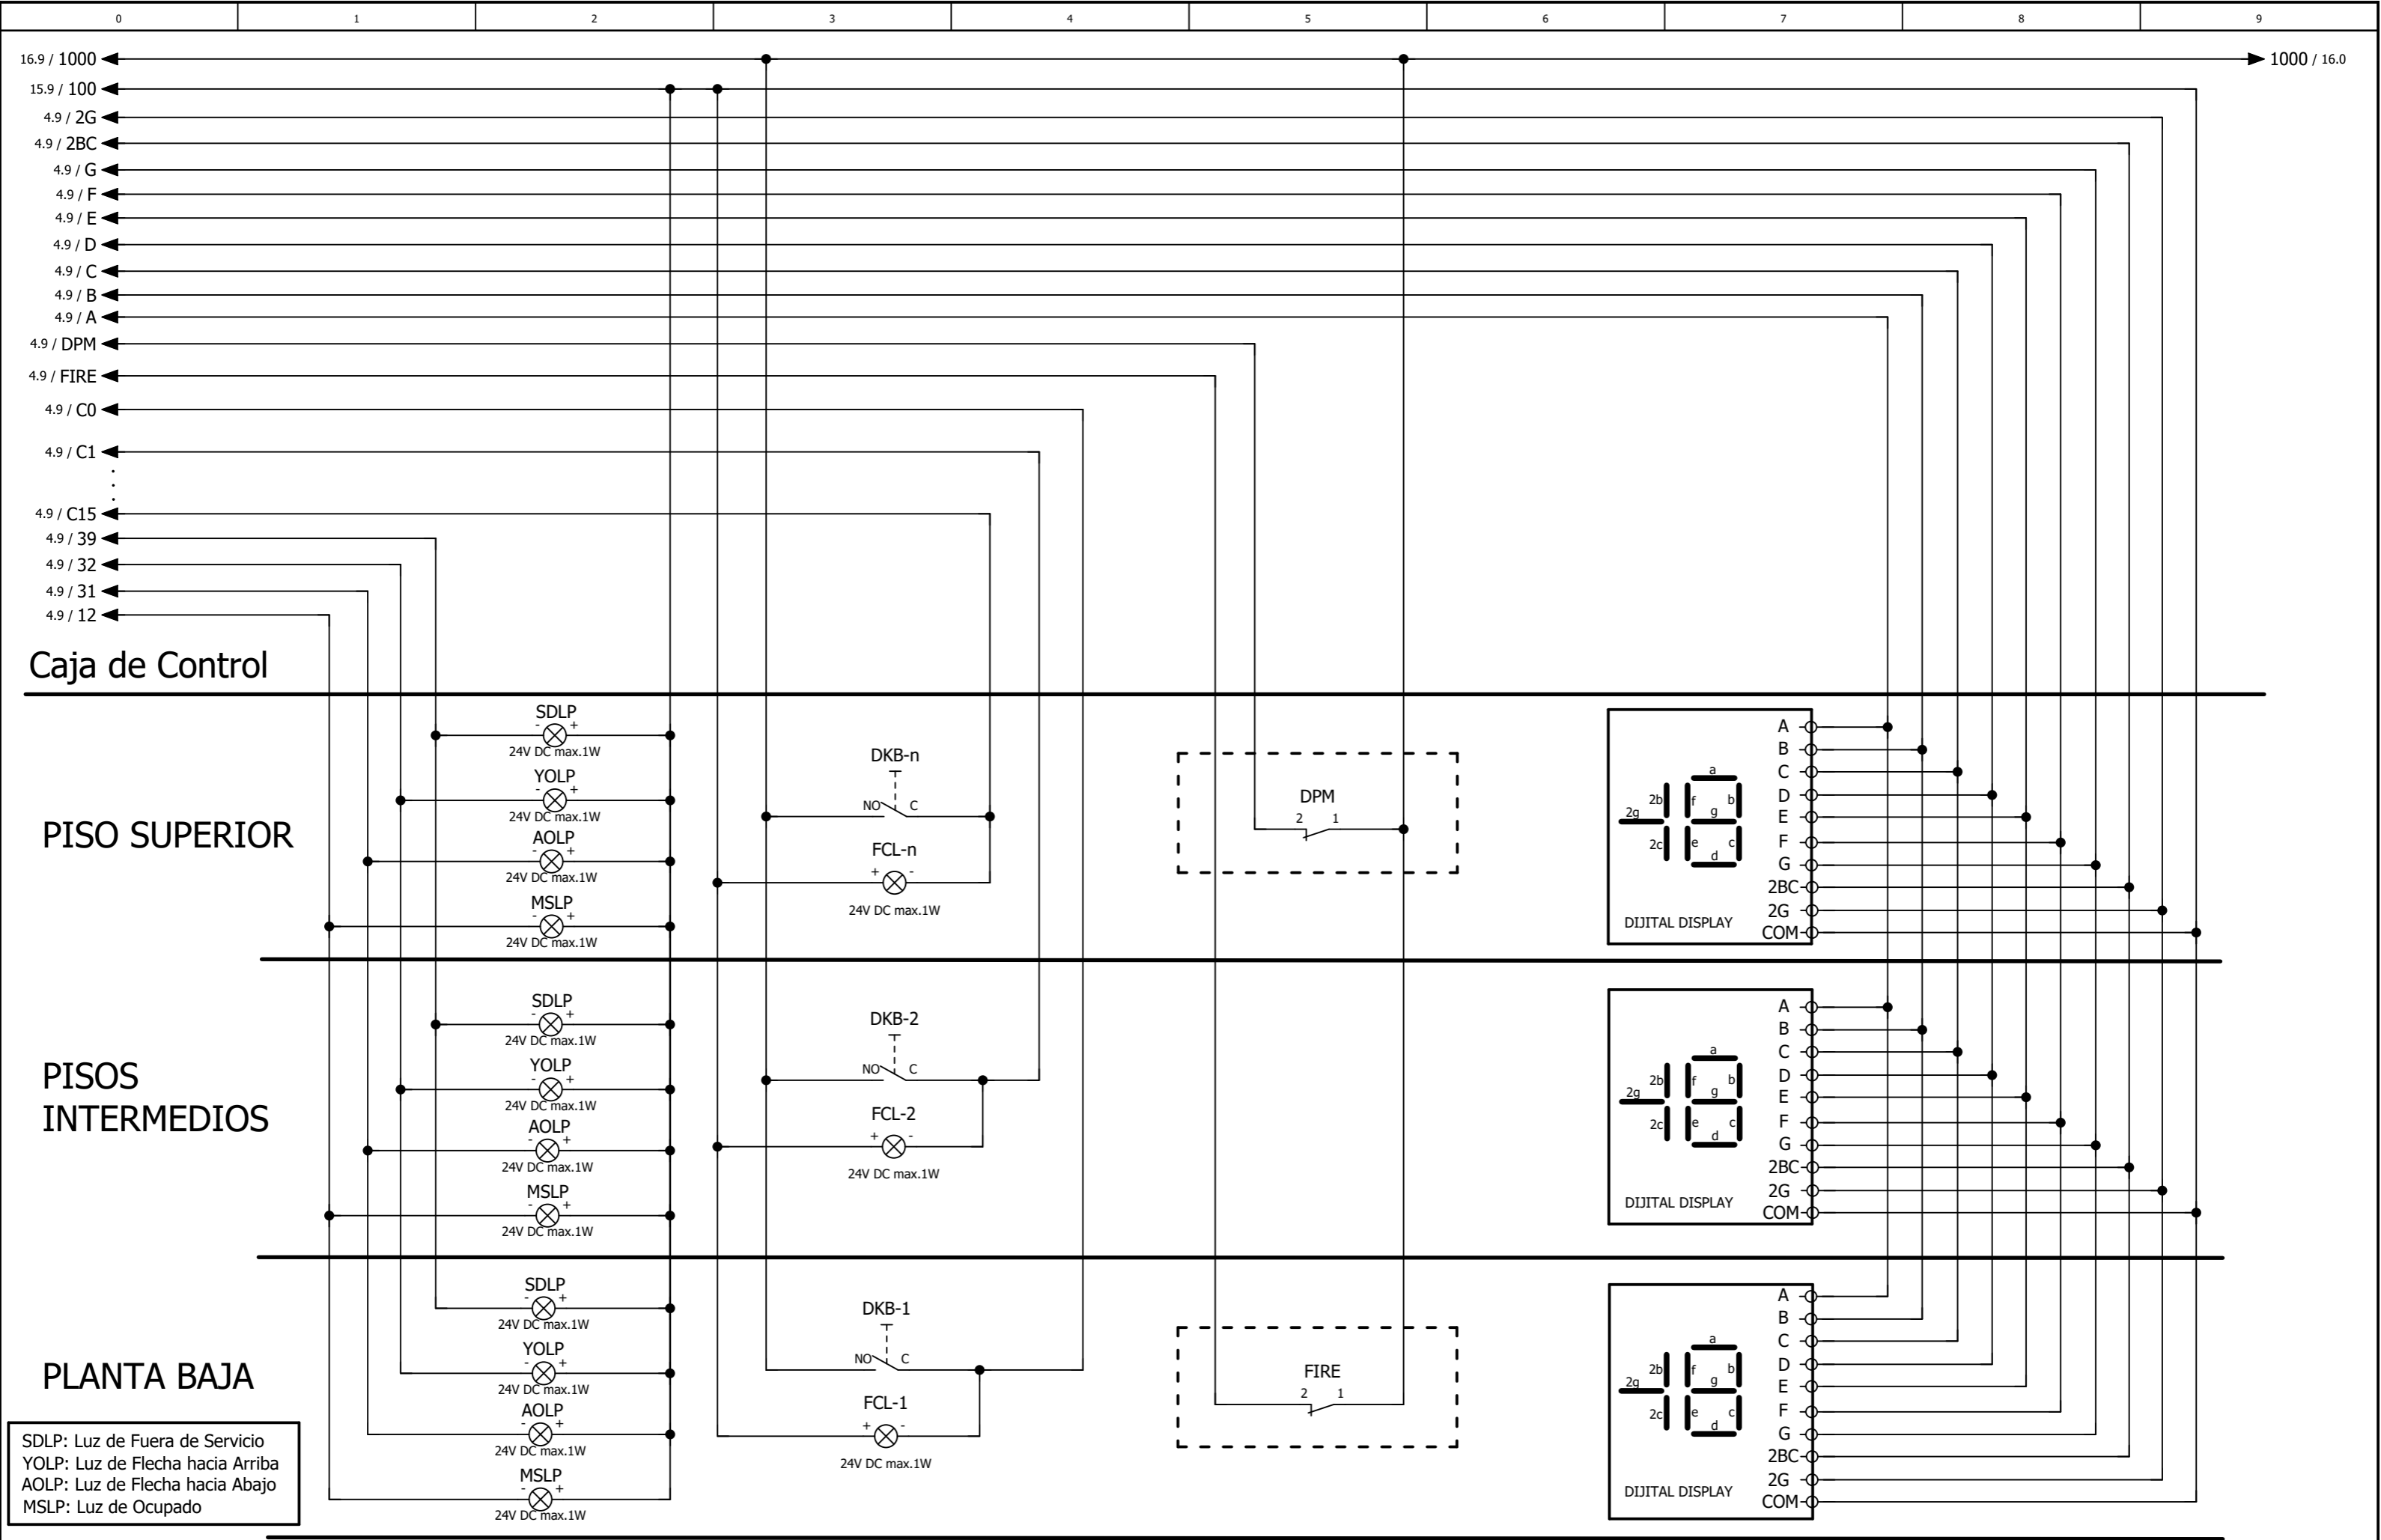 0 1 2 3 4 5 6 7 8 9
16.9 / 1000
1000 / 16.0
15.9 / 100
4.9 / 2G
4.9 / 2BC
4.9 / G
4.9 / F
4.9 / E
4.9 / D
4.9 / C
4.9 / B
4.9 / A
4.9 / DPM
4.9 / FIRE
4.9 / C0
4.9 / C1
4.9 / C15
4.9 / 39
4.9 / 32
4.9 / 31
4.9 / 12
Caja de Control
PISO SUPERIOR
SDLP
- +
24V DC max.1W
YOLP
- +
24V DC max.1W
AOLP
- +
24V DC max.1W
MSLP
- +
24V DC max.1W
DKB-n
NO C
FCL-n
+ -
24V DC max.1W
DPM
2 1
a
2b f b
2g g
2c e c
d
DIJITAL DISPLAY
A
B
C
D
E
F
G
2BC
2G
COM
PISOS
INTERMEDIOS
SDLP
- +
24V DC max.1W
YOLP
- +
24V DC max.1W
AOLP
- +
24V DC max.1W
MSLP
- +
24V DC max.1W
DKB-2
NO C
FCL-2
+ -
24V DC max.1W
a
2b f b
2g g
2c e c
d
DIJITAL DISPLAY
A
B
C
D
E
F
G
2BC
2G
COM
PLANTA BAJA
SDLP
- +
24V DC max.1W
YOLP
- +
24V DC max.1W
AOLP
- +
24V DC max.1W
MSLP
- +
24V DC max.1W
DKB-1
NO C
FCL-1
+ -
24V DC max.1W
FIRE
2 1
a
2b f b
2g g
2c e c
d
DIJITAL DISPLAY
A
B
C
D
E
F
G
2BC
2G
COM
SDLP: Luz de Fuera de Servicio
YOLP: Luz de Flecha hacia Arriba
AOLP: Luz de Flecha hacia Abajo
MSLP: Luz de Ocupado